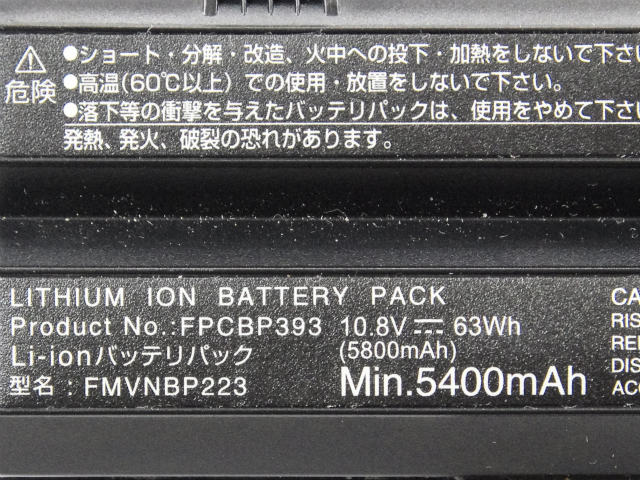 危険
●ショート・分解・改造、火中への投下・加熱をしないで下さい
●高温(60℃以上)での使用・放置をしないで下さい。
●落下等の衝撃を与えたバッテリパックは、使用をやめて下さい
発熱、発火、破裂の恐れがあります。
LITHIUM ION BATTERY PACK
Product No.:FPCBP393 10.8V⎓ 63Wh
Li-ionバッテリパック (5800mAh)
型名：FMVNBP223 Min.5400mAh
CA
RIS
REP
DIS
ACC